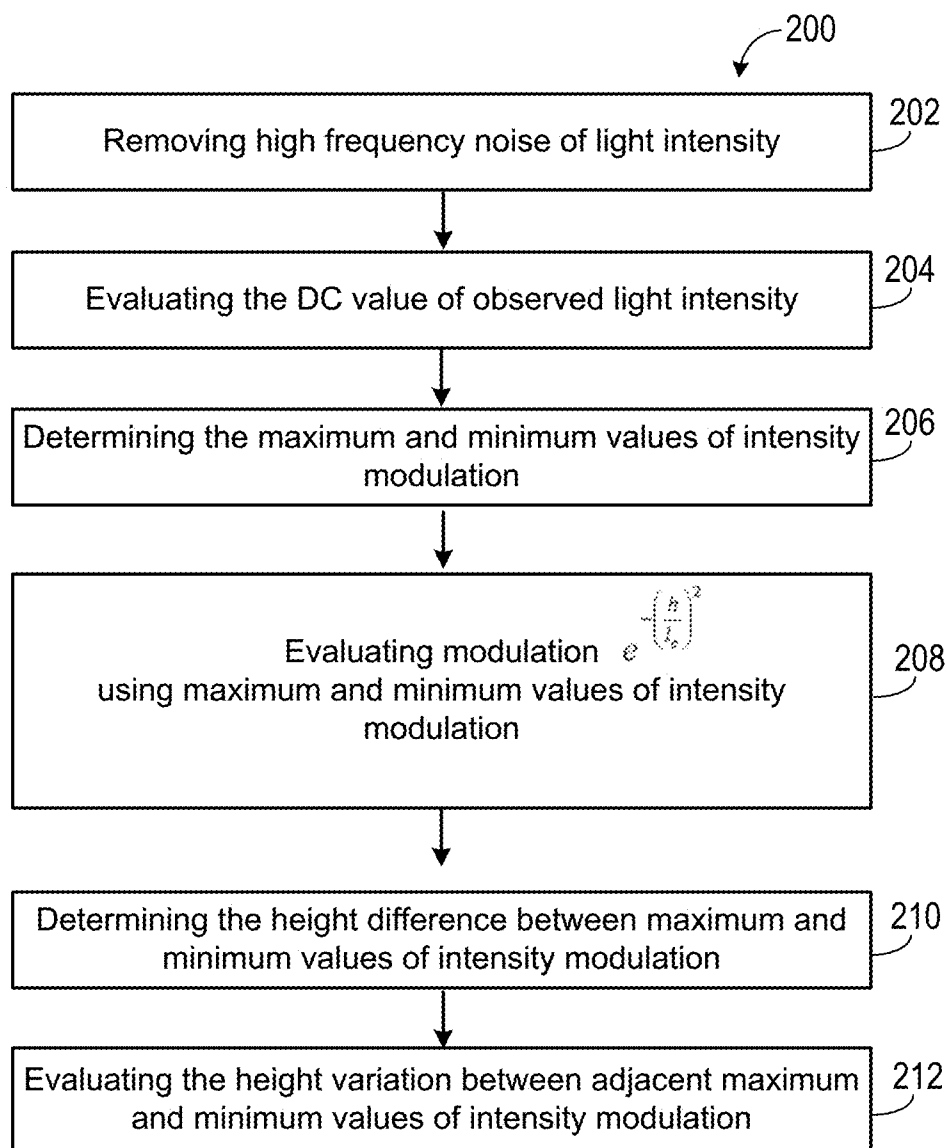 200
202
Removing high frequency noise of light intensity
204
Evaluating the DC value of observed light intensity
206
Determining the maximum and minimum values of intensity
modulation
Evaluating modulation e^{-(h/l_c)^2}
using maximum and minimum values of intensity
modulation
208
Determining the height difference between maximum and
minimum values of intensity modulation
210
Evaluating the height variation between adjacent maximum
and minimum values of intensity modulation
212